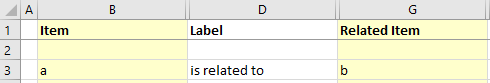 A B D G
1 Item Label Related Item
2
3 a is related to b